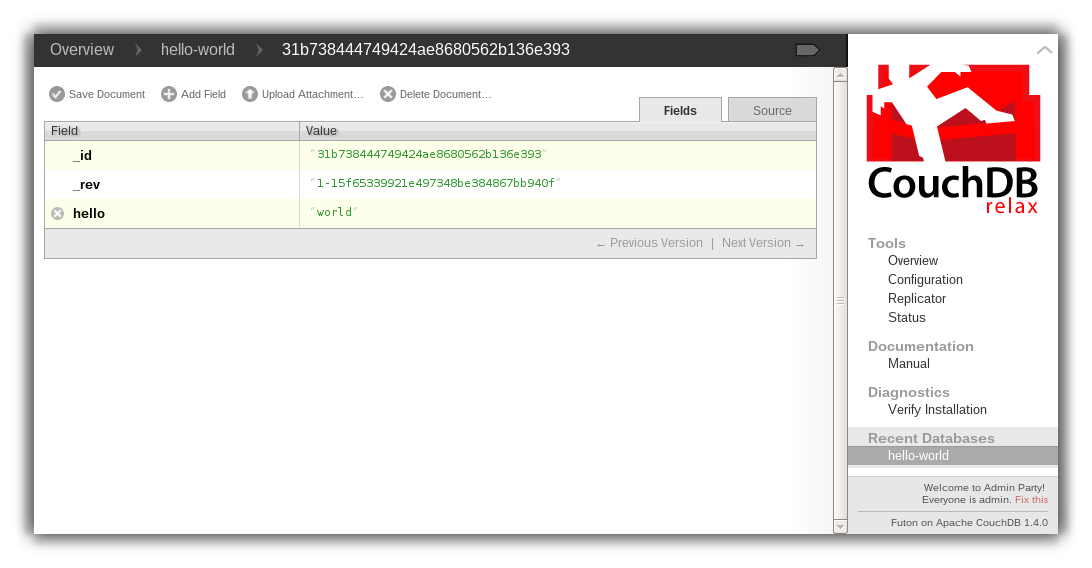 Overview hello-world 31b738444749424ae8680562b136e393
Save Document Add Field Upload Attachment… Delete Document…
Fields Source
Field Value
_id "31b738444749424ae8680562b136e393"
_rev "1-15f65339921e497348be384867bb940f"
hello "world"
← Previous Version | Next Version →
CouchDB
relax
Tools
Overview
Configuration
Replicator
Status
Documentation
Manual
Diagnostics
Verify Installation
Recent Databases
hello-world
Welcome to Admin Party!
Everyone is admin. Fix this
Futon on Apache CouchDB 1.4.0